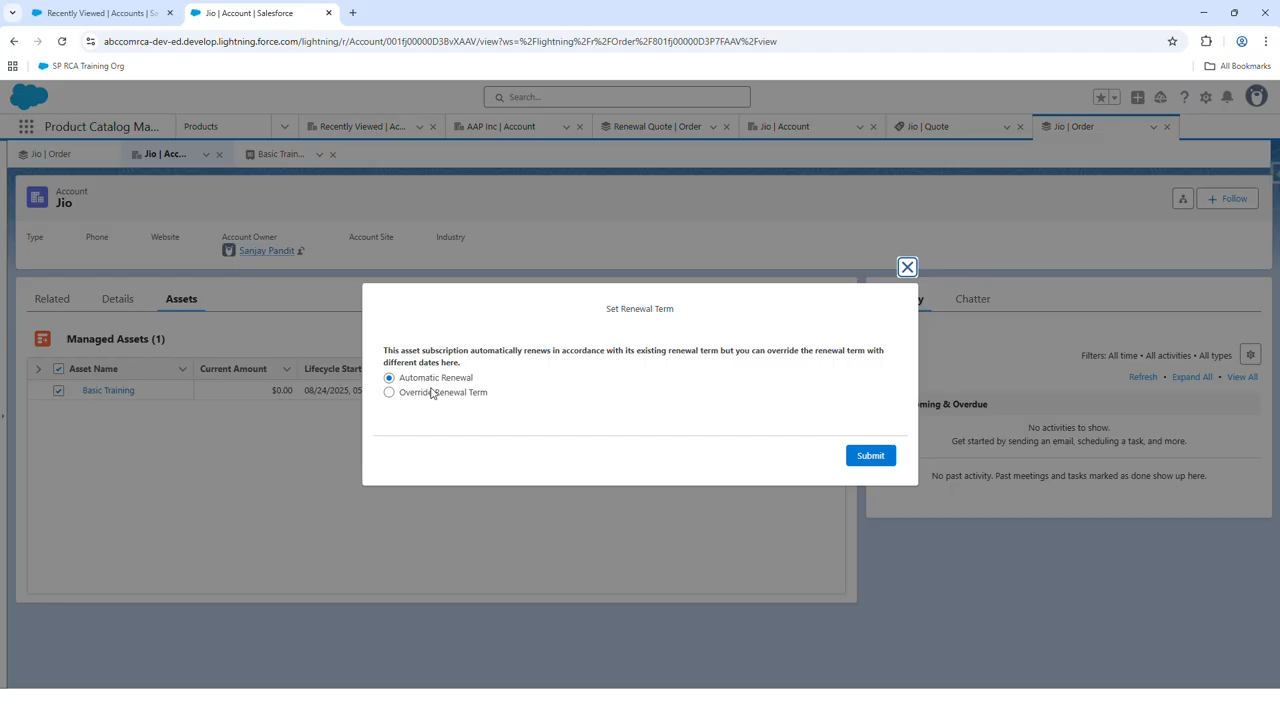 Recently Viewed | Accounts | Sa
Jio | Account | Salesforce
abccomrca-dev-ed.develop.lightning.force.com/lightning/r/Account/001fj00000D3BvXAAV/view?ws=%2Flightning%2Fr%2FOrder%2F801fj00000D3P7FAAV%2Fview
SP RCA Training Org
All Bookmarks
Search...
Product Catalog Ma...
Products
Recently Viewed | Ac...
AAP Inc | Account
Renewal Quote | Order
Jio | Account
Jio | Quote
Jio | Order
Jio | Order
Jio | Acc...
Basic Train...
Account
Jio
Follow
Type
Phone
Website
Account Owner
Account Site
Industry
Sanjay Pandit
Related
Details
Assets
Chatter
Managed Assets (1)
Asset Name
Current Amount
Lifecycle Start
Basic Training
$0.00
08/24/2025, 05
Set Renewal Term
This asset subscription automatically renews in accordance with its existing renewal term but you can override the renewal term with
different dates here.
Automatic Renewal
Override Renewal Term
Submit
Filters: All time • All activities • All types
Refresh • Expand All • View All
oming & Overdue
No activities to show.
Get started by sending an email, scheduling a task, and more.
No past activity. Past meetings and tasks marked as done show up here.